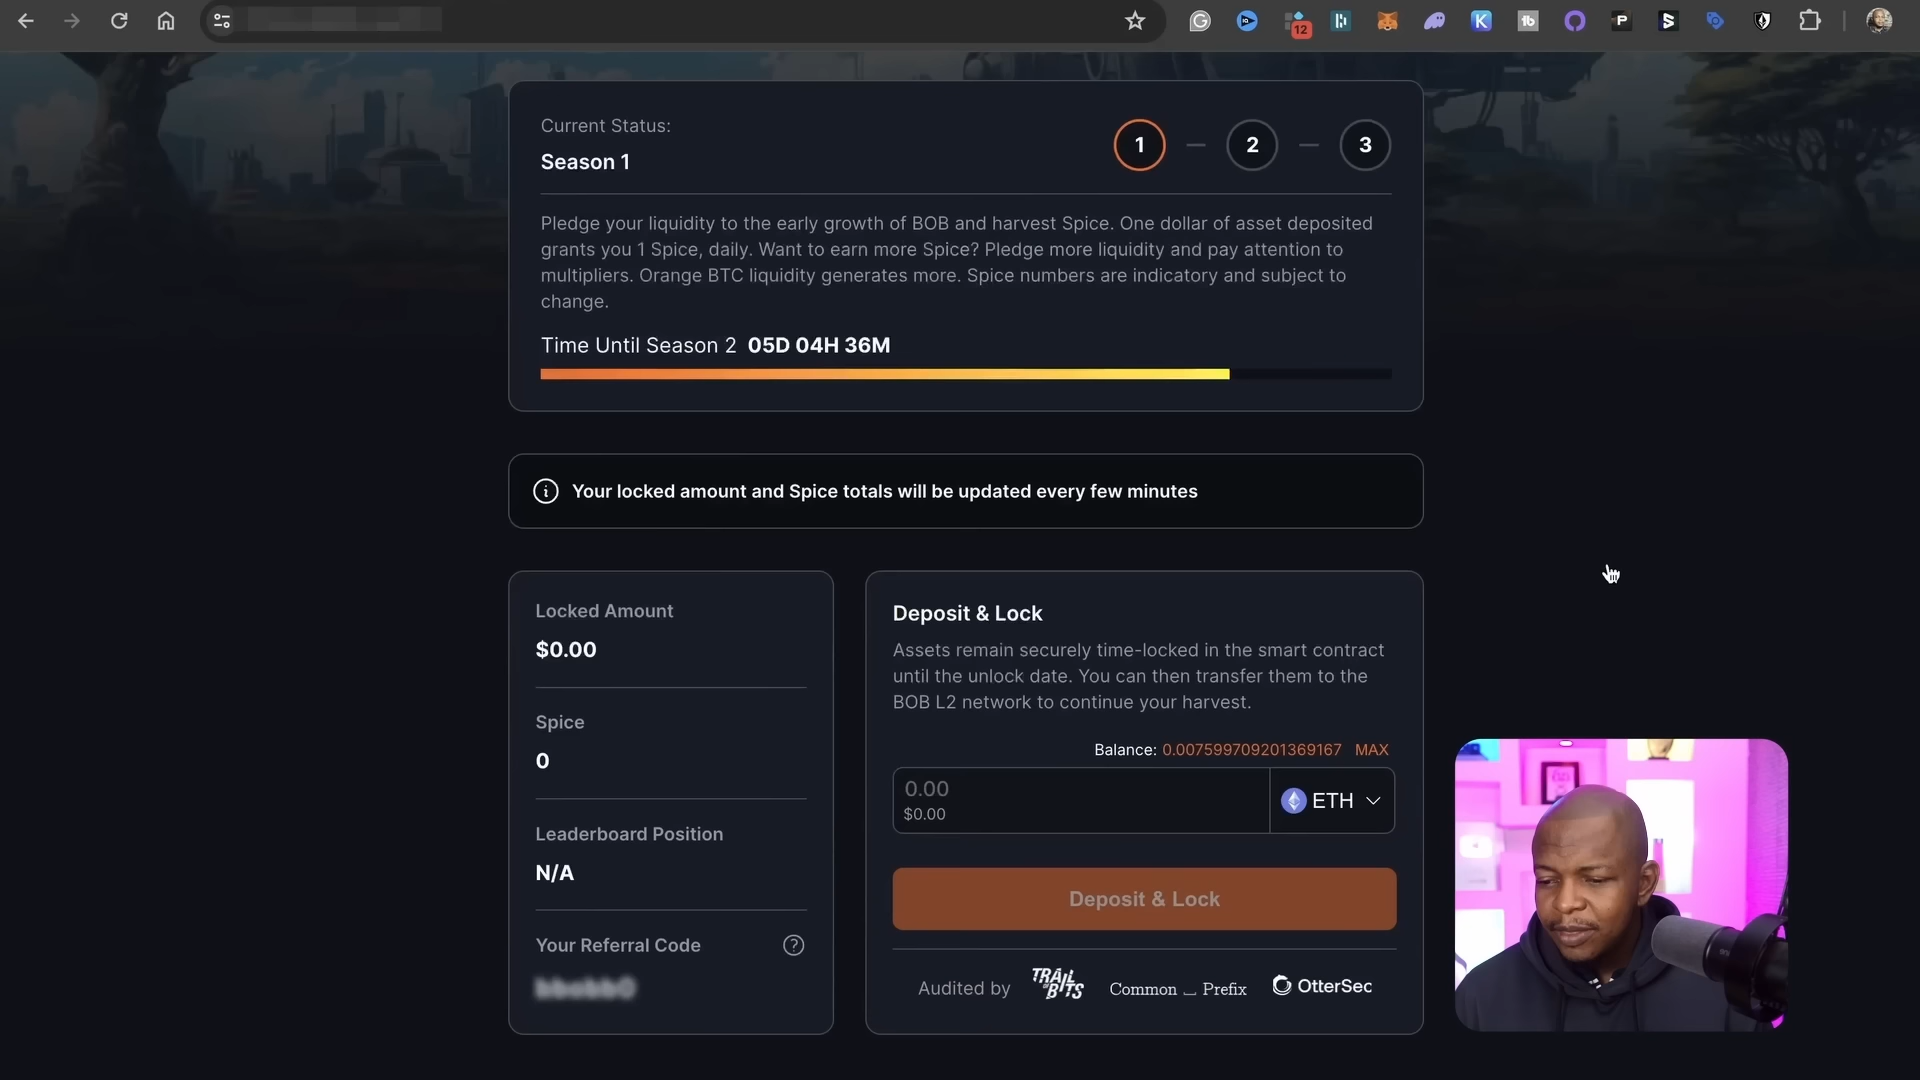 12
Current Status:
Season 1
1
2
3
Pledge your liquidity to the early growth of BOB and harvest Spice. One dollar of asset deposited
grants you 1 Spice, daily. Want to earn more Spice? Pledge more liquidity and pay attention to
multipliers. Orange BTC liquidity generates more. Spice numbers are indicatory and subject to
change.
Time Until Season 2 05D 04H 36M
Your locked amount and Spice totals will be updated every few minutes
Locked Amount
$0.00
Spice
0
Leaderboard Position
N/A
Your Referral Code
Deposit & Lock
Assets remain securely time-locked in the smart contract
until the unlock date. You can then transfer them to the
BOB L2 network to continue your harvest.
Balance: 0.007599709201369167 MAX
0.00
$0.00
ETH
Deposit & Lock
Audited by
TRAIL OF BITS
Common Prefix
OtterSec